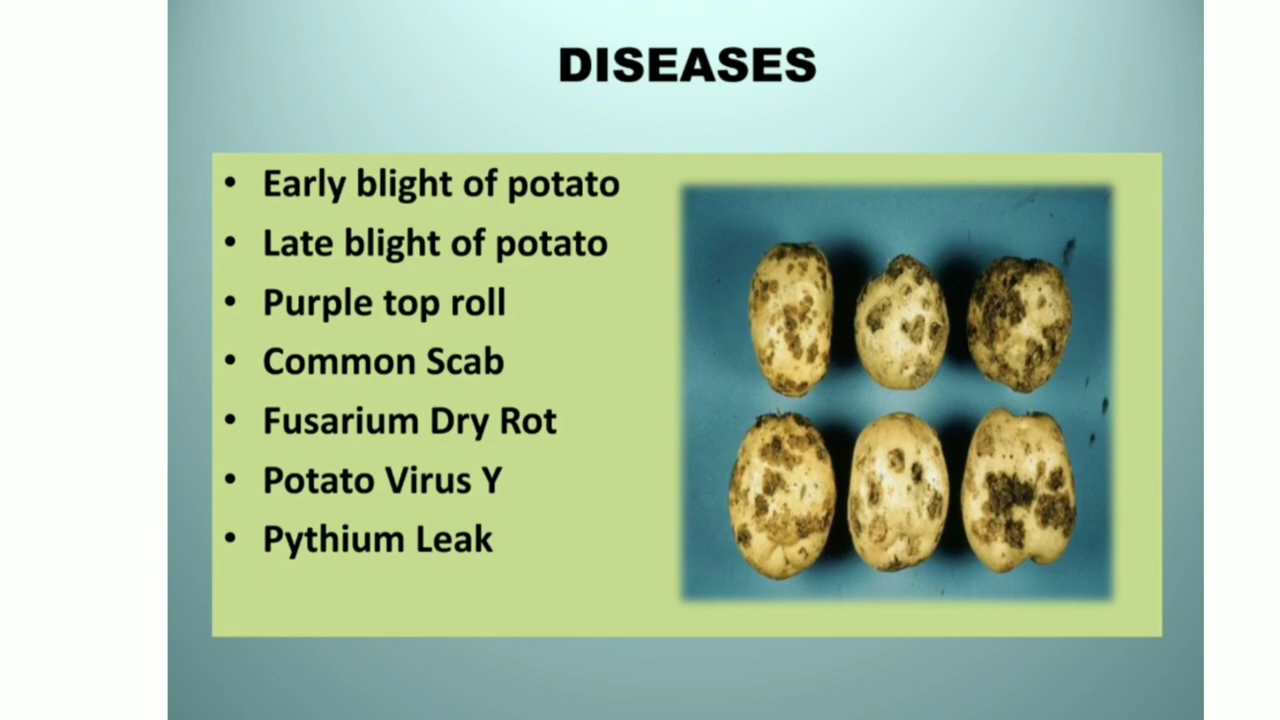 DISEASES
• Early blight of potato
• Late blight of potato
• Purple top roll
• Common Scab
• Fusarium Dry Rot
• Potato Virus Y
• Pythium Leak